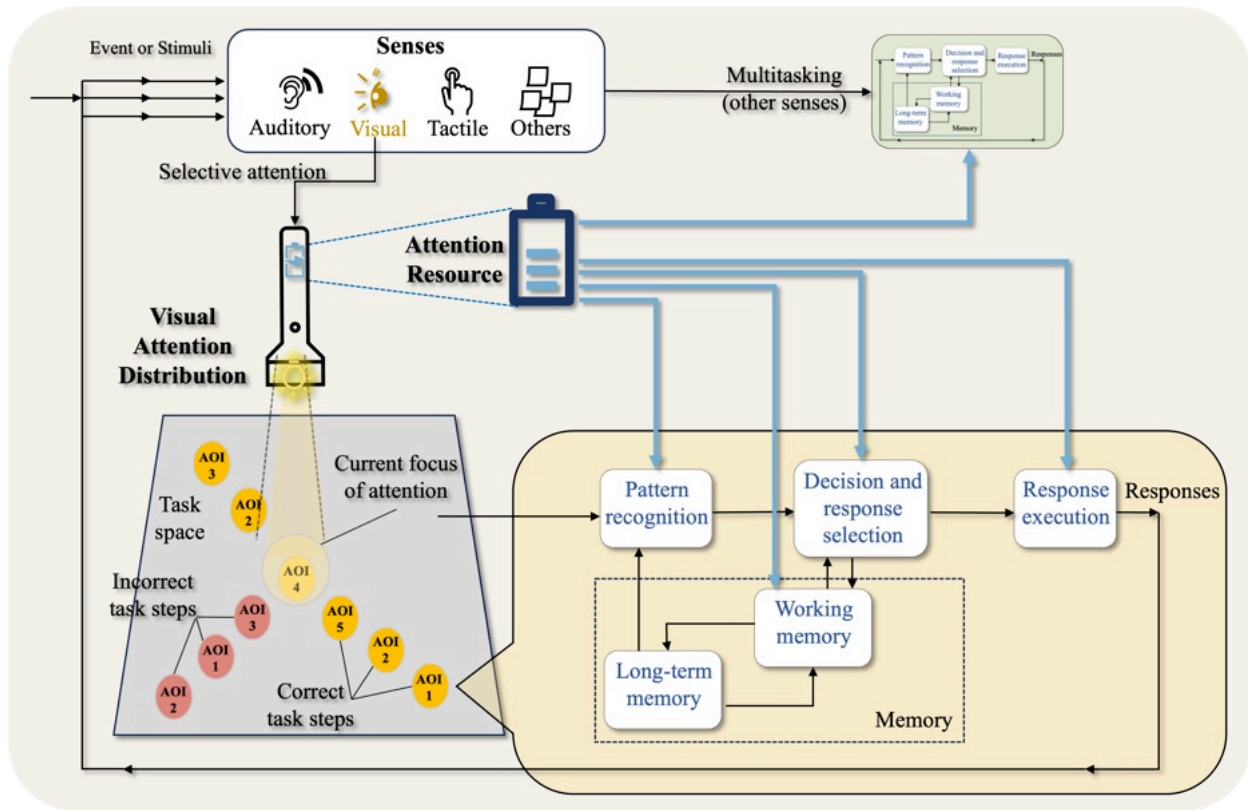 Event or Stimuli
Senses
Auditory
Visual
Tactile
Others
Multitasking
(other senses)
Pattern
recognition
Decision and
response
selection
Response
execution
Responses
Working
memory
Long-term
memory
Memory
Selective attention
Attention
Resource
Visual
Attention
Distribution
AOI
3
AOI
2
Task
space
Current focus
of attention
AOI
4
Incorrect
task steps
AOI
3
AOI
1
AOI
2
AOI
5
AOI
2
AOI
1
Correct
task steps
Pattern
recognition
Decision and
response
selection
Response
execution
Responses
Working
memory
Long-term
memory
Memory